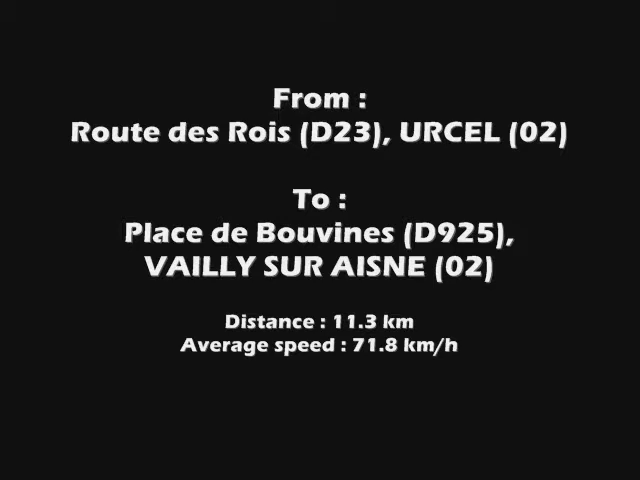 From :
Route des Rois (D23), URCEL (02)
To :
Place de Bouvines (D925),
VAILLY SUR AISNE (02)
Distance : 11.3 km
Average speed : 71.8 km/h